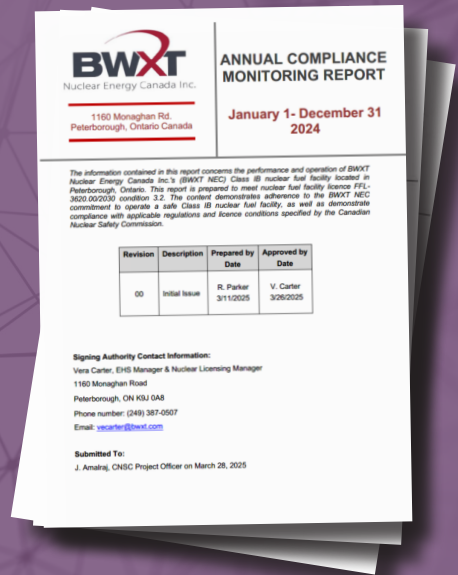 BWXT
Nuclear Energy Canada Inc.
1160 Monaghan Rd.
Peterborough, Ontario Canada
ANNUAL COMPLIANCE
MONITORING REPORT
January 1- December 31
2024
The information contained in this report concerns the performance and operation of BWXT
Nuclear Energy Canada Inc.'s (BWXT NEC) Class IB nuclear fuel facility located in
Peterborough, Ontario. This report is prepared to meet nuclear fuel facility licence FFL-
3620.00/2030 condition 3.2. The content demonstrates adherence to the BWXT NEC
commitment to operate a safe Class IB nuclear fuel facility, as well as demonstrate
compliance with applicable regulations and licence conditions specified by the Canadian
Nuclear Safety Commission.
Revision Description Prepared by Date Approved by Date
00 Initial Issue R. Parker 3/11/2025 V. Carter 3/26/2025
Signing Authority Contact Information:
Vera Carter, EHS Manager & Nuclear Licensing Manager
1160 Monaghan Road
Peterborough, ON K9J 0A8
Phone number: (249) 387-0507
Email: vecarter@bwxt.com
Submitted To:
J. Amalraj, CNSC Project Officer on March 28, 2025